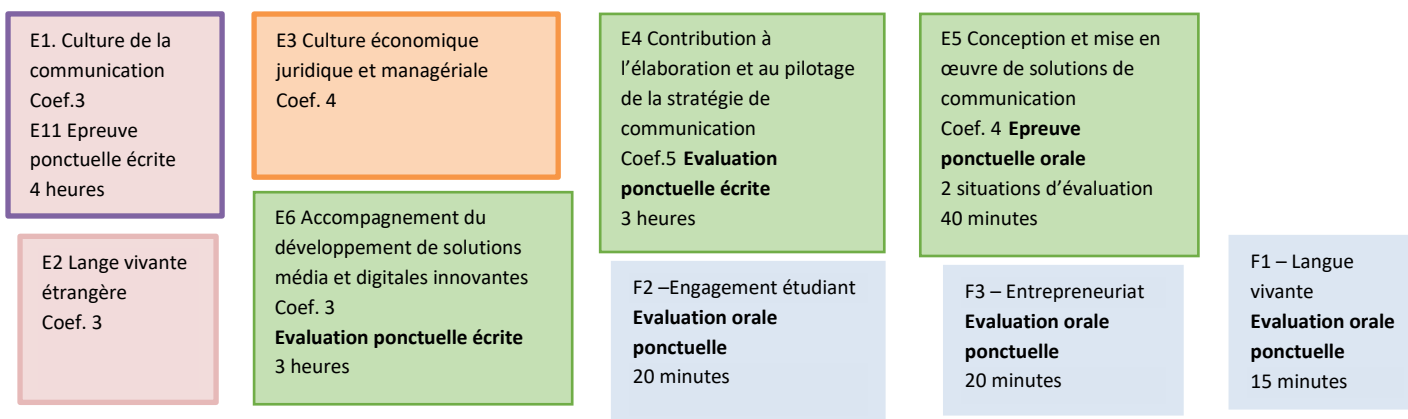 E1. Culture de la
communication
Coef.3
E11 Epreuve
ponctuelle écrite
4 heures
E2 Lange vivante
étrangère
Coef. 3
E3 Culture économique
juridique et managériale
Coef. 4
E6 Accompagnement du
développement de solutions
média et digitales innovantes
Coef. 3
Evaluation ponctuelle écrite
3 heures
E4 Contribution à
l’élaboration et au pilotage
de la stratégie de
communication
Coef.5 Evaluation
ponctuelle écrite
3 heures
F2 –Engagement étudiant
Evaluation orale
ponctuelle
20 minutes
E5 Conception et mise en
œuvre de solutions de
communication
Coef. 4 Epreuve
ponctuelle orale
2 situations d’évaluation
40 minutes
F3 – Entrepreneuriat
Evaluation orale
ponctuelle
20 minutes
F1 – Langue
vivante
Evaluation orale
ponctuelle
15 minutes